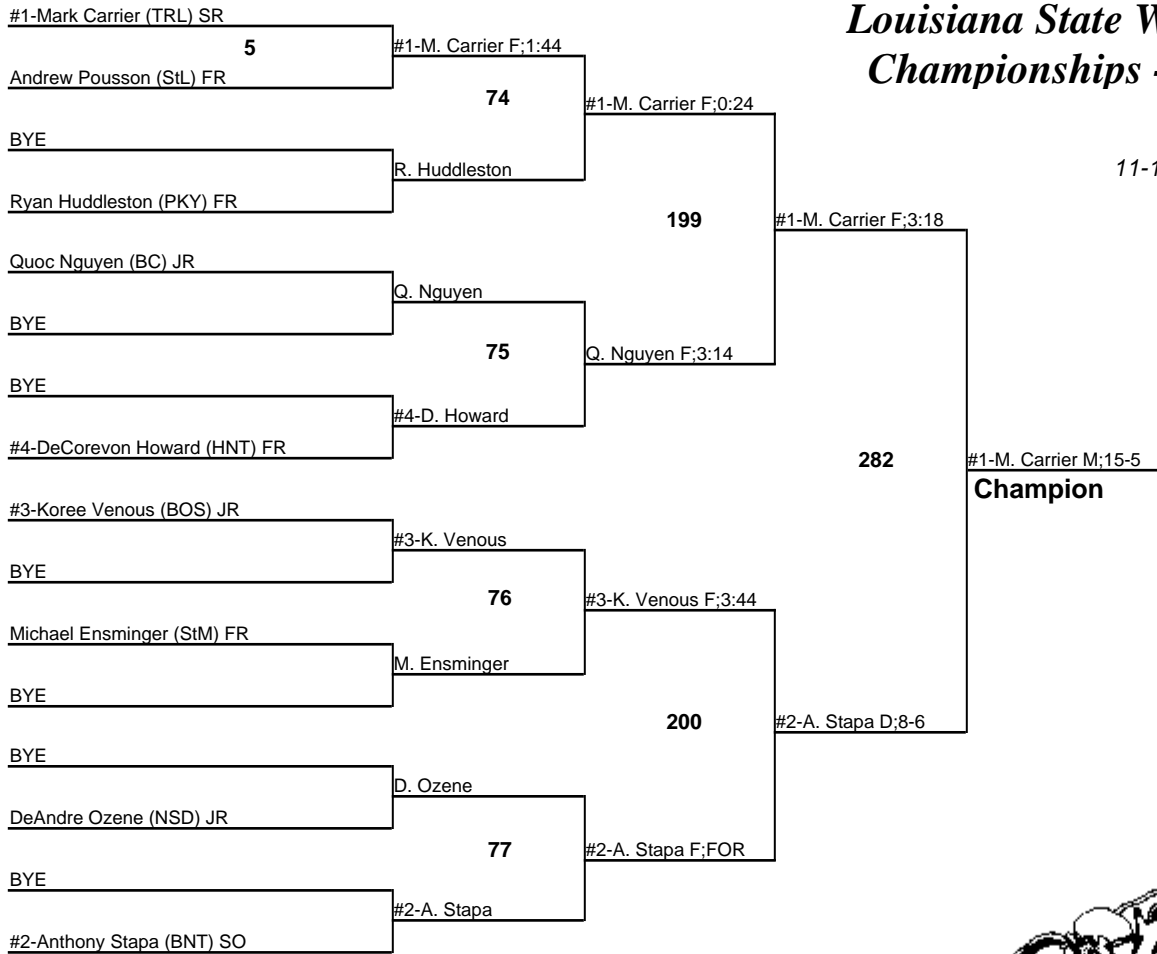 #1-Mark Carrier (TRL) SR
5
Andrew Pousson (StL) FR
BYE
Ryan Huddleston (PKY) FR
Quoc Nguyen (BC) JR
BYE
BYE
#4-DeCorevon Howard (HNT) FR
#3-Koree Venous (BOS) JR
BYE
Michael Ensminger (StM) FR
BYE
BYE
DeAndre Ozene (NSD) JR
BYE
#2-Anthony Stapa (BNT) SO
#1-M. Carrier F;1:44
74
R. Huddleston
Q. Nguyen
75
#4-D. Howard
#3-K. Venous
76
M. Ensminger
D. Ozene
77
#2-A. Stapa
#1-M. Carrier F;0:24
199
Q. Nguyen F;3:14
#3-K. Venous F;3:44
200
#2-A. Stapa F;FOR
#1-M. Carrier F;3:18
282
#2-A. Stapa D;8-6
#1-M. Carrier M;15-5
Champion
Louisiana State W
Championships -
11-1